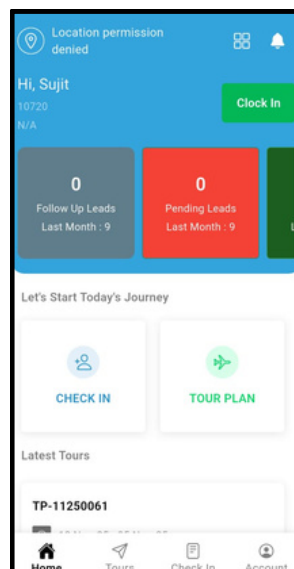 Location permission
denied
Hi, Sujit
10720
N/A
Clock In
0
Follow Up Leads
Last Month : 9
0
Pending Leads
Last Month : 9
Let's Start Today's Journey
CHECK IN
TOUR PLAN
Latest Tours
TP-11250061
Home
Tours
Check In
Account